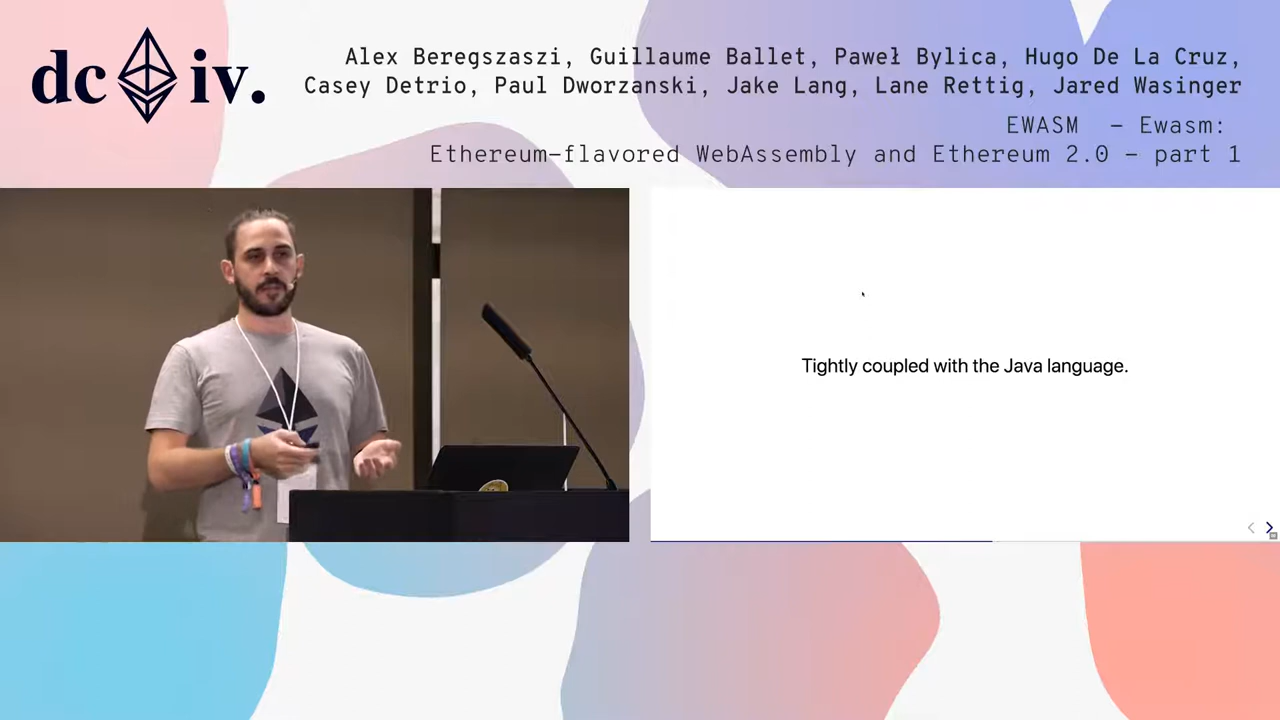 dc iv.
Alex Beregszaszi, Guillaume Ballet, Paweł Bylica, Hugo De La Cruz,
Casey Detrio, Paul Dworzanski, Jake Lang, Lane Rettig, Jared Wasinger
EWASM – Ewasm:
Ethereum-flavored WebAssembly and Ethereum 2.0 – part 1
Tightly coupled with the Java language.